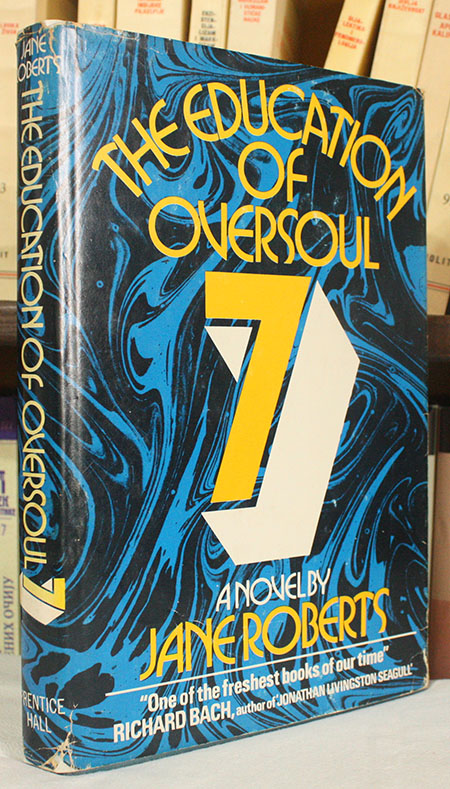 JANE
ROBERTS
THE EDUCATION OF OVERSOUL
7
PRENTICE
HALL
THE EDUCATION
OF
OVERSOUL
7
A NOVEL BY
JANE ROBERTS
"One of the freshest books of our time"
RICHARD BACH, author of 'JONATHAN LIVINGSTON SEAGULL'